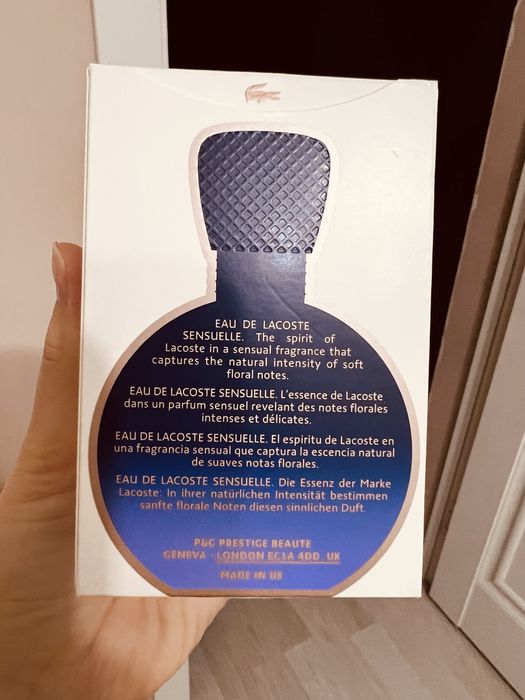 EAU DE LACOSTE
SENSUELLE. The spirit of
Lacoste in a sensual fragrance that
captures the natural intensity of soft
floral notes.
EAU DE LACOSTE SENSUELLE. L'essence de Lacoste
dans un parfum sensuel revelant des notes florales
intenses et délicates.
EAU DE LACOSTE SENSUELLE. El espiritu de Lacoste en
una fragrancia sensual que captura la escencia natural
de suaves notas florales.
EAU DE LACOSTE SENSUELLE. Die Essenz der Marke
Lacoste: In ihrer natürlichen Intensität bestimmen
sanfte florale Noten diesen sinnlichen Duft.
P&G PRESTIGE BEAUTE
GENEVA - LONDON EC1A 4DD, UK
MADE IN UK